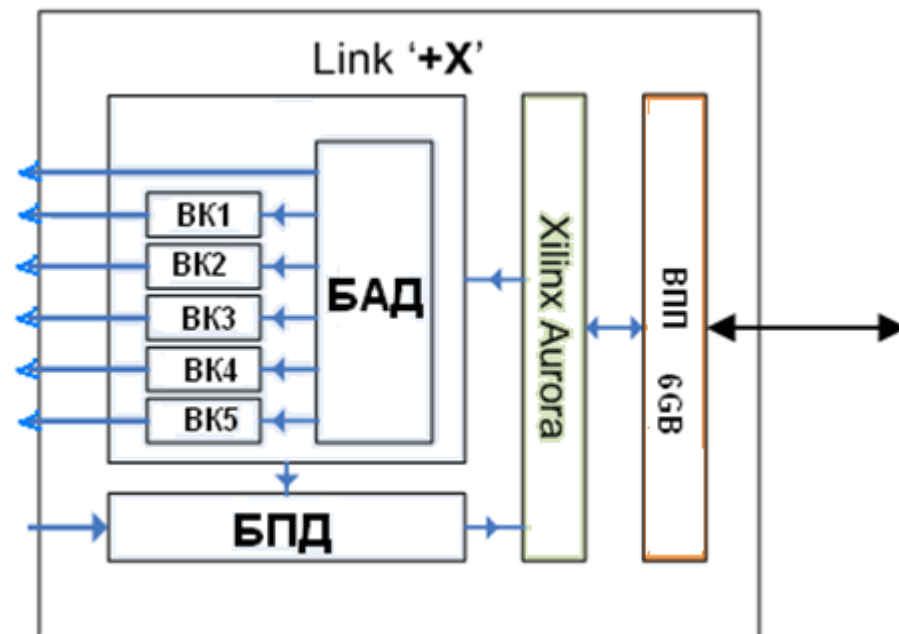 Link ‘+X’
ВК1
ВК2
ВК3
ВК4
ВК5
БАД
БПД
Xilinx Aurora
ВПП 6GB